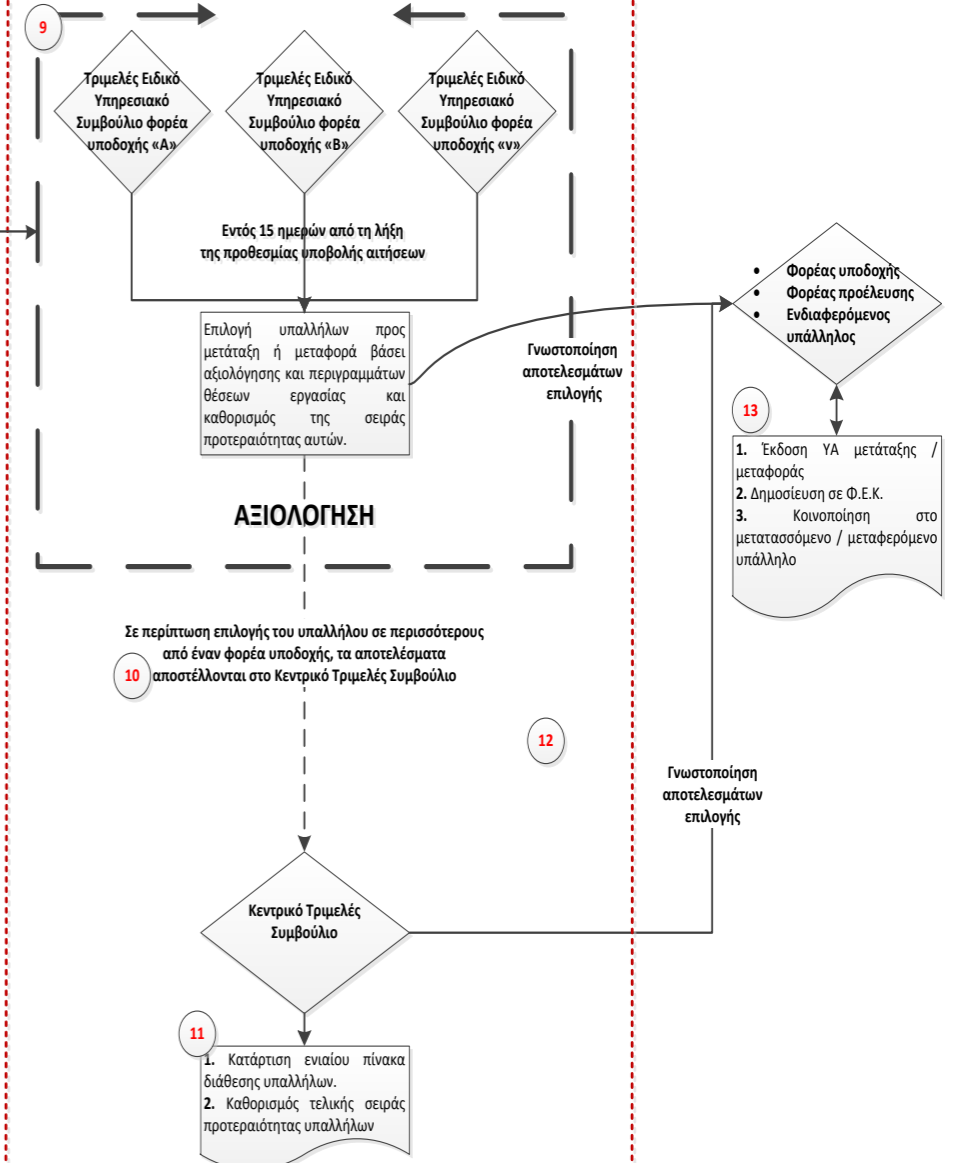 9
Τριμελές Ειδικό
Υπηρεσιακό
Συμβούλιο φορέα
υποδοχής «Α»
Τριμελές Ειδικό
Υπηρεσιακό
Συμβούλιο φορέα
υποδοχής «Β»
Τριμελές Ειδικό
Υπηρεσιακό
Συμβούλιο φορέα
υποδοχής «ν»
Εντός 15 ημερών από τη λήξη
της προθεσμίας υποβολής αιτήσεων
Επιλογή υπαλλήλων προς
μετάταξη ή μεταφορά βάσει
αξιολόγησης και περιγραμμάτων
θέσεων εργασίας και
καθορισμός της σειράς
προτεραιότητας αυτών.
ΑΞΙΟΛΟΓΗΣΗ
Γνωστοποίηση
αποτελεσμάτων
επιλογής
• Φορέας υποδοχής
• Φορέας προέλευσης
• Ενδιαφερόμενος
υπάλληλος
13
1. Έκδοση ΥΑ μετάταξης /
μεταφοράς
2. Δημοσίευση σε Φ.Ε.Κ.
3. Κοινοποίηση στο
μετατασσόμενο / μεταφερόμενο
υπάλληλο
Σε περίπτωση επιλογής του υπαλλήλου σε περισσότερους
από έναν φορέα υποδοχής, τα αποτελέσματα
10 αποστέλλονται στο Κεντρικό Τριμελές Συμβούλιο
12
Γνωστοποίηση
αποτελεσμάτων
επιλογής
Κεντρικό Τριμελές
Συμβούλιο
11
1. Κατάρτιση ενιαίου πίνακα
διάθεσης υπαλλήλων.
2. Καθορισμός τελικής σειράς
προτεραιότητας υπαλλήλων